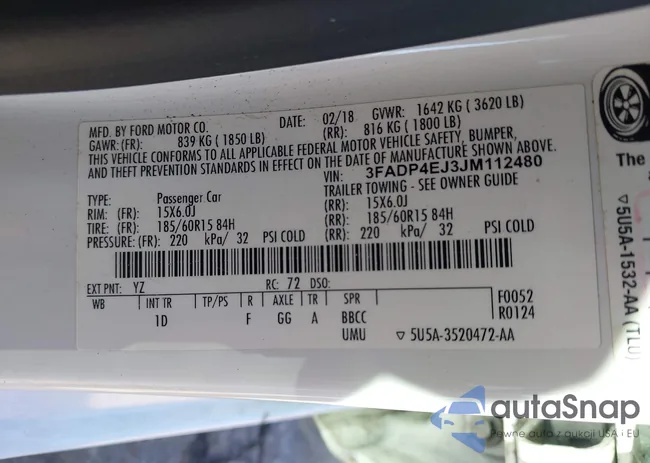 MFD. BY FORD MOTOR CO.
DATE: 02/18 GVWR: 1642 KG ( 3620 LB)
GAWR: (FR): 839 KG ( 1850 LB) (RR): 816 KG ( 1800 LB)
THIS VEHICLE CONFORMS TO ALL APPLICABLE FEDERAL MOTOR VEHICLE SAFETY, BUMPER,
AND THEFT PREVENTION STANDARDS IN EFFECT ON THE DATE OF MANUFACTURE SHOWN ABOVE.
VIN: 3FADP4EJ3JM112480
TYPE: Passenger Car TRAILER TOWING - SEE OWNER GUIDE
RIM: (FR) 15X6.0J (RR): 15X6.0J
TIRE: (FR) 185/60R15 84H (RR): 185/60R15 84H
PRESSURE: (FR) 220 kPa/ 32 PSI COLD (RR): 220 kPa/ 32 PSI COLD
EXT PNT: YZ RC: 72 DSO:
WB INT TR TP/PS R AXLE TR SPR F0052
1D F GG A BBCC R0124
UMU ▽ 5U5A-3520472-AA
The
▽ 5U5A-1532-AA (TLU)
autaSnap
Pewne auto z aukcji USA i EU